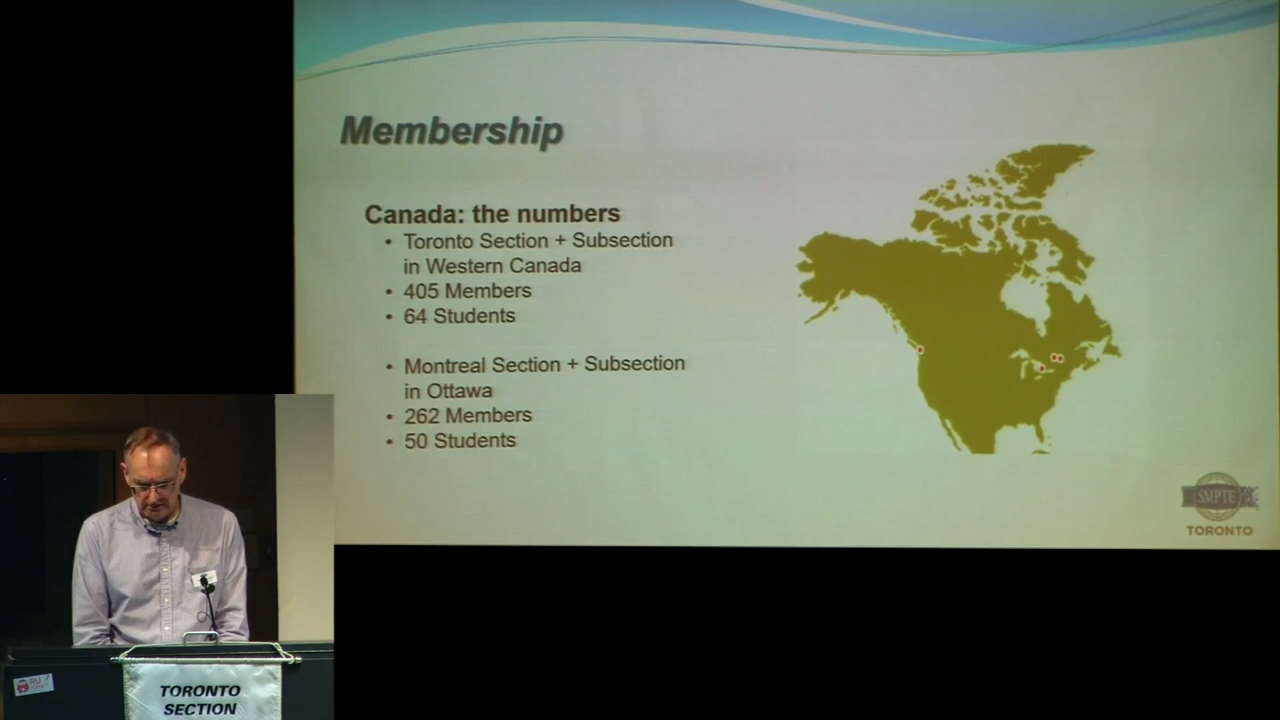 Membership
Canada: the numbers
• Toronto Section + Subsection
in Western Canada
• 405 Members
• 64 Students
• Montreal Section + Subsection
in Ottawa
• 262 Members
• 50 Students
SMPTE
TORONTO
RU
TORONTO
SECTION